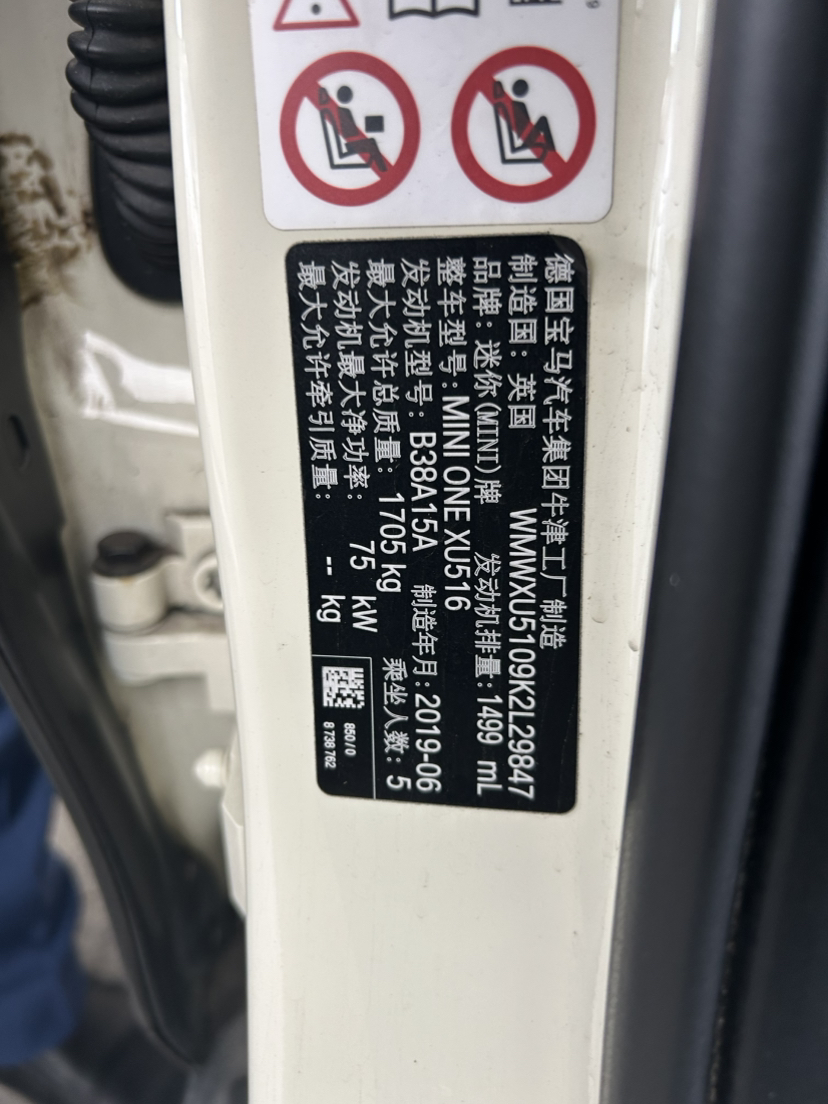 德国宝马汽车集团牛津工厂制造
制造国：英国 WMWXU5109K2L29847
品牌：迷你(MINI)牌 发动机排量：1499 mL
整车型号：MINI ONE XU516
发动机型号：B38A15A 制造年月：2019-06
最大允许总质量：1705 kg 乘坐人数：5
发动机最大净功率：75 kW
最大允许牵引质量：-- kg
850/0
8 738 762